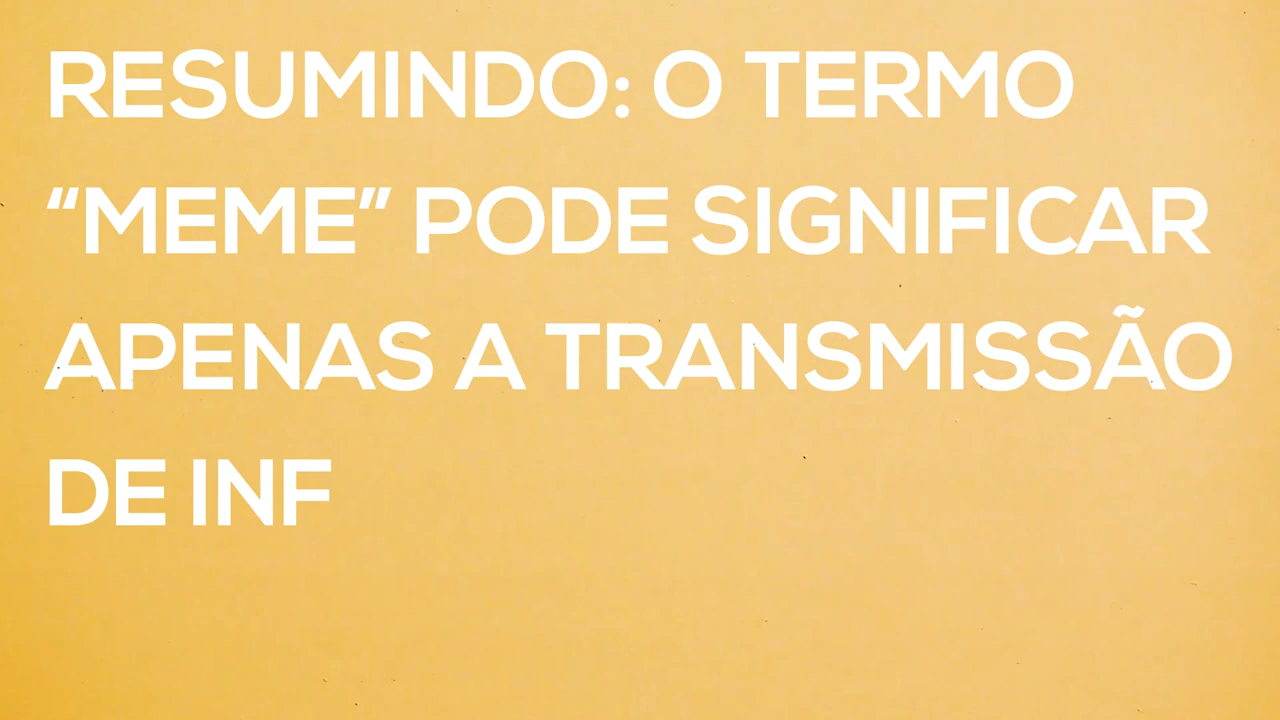 RESUMINDO: O TERMO
“MEME” PODE SIGNIFICAR
APENAS A TRANSMISSÃO
DE INF